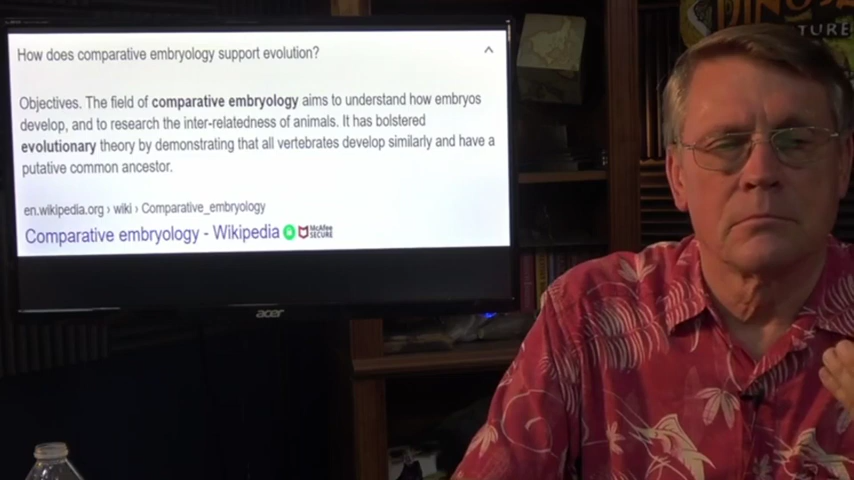 How does comparative embryology support evolution?
Objectives. The field of comparative embryology aims to understand how embryos
develop, and to research the inter-relatedness of animals. It has bolstered
evolutionary theory by demonstrating that all vertebrates develop similarly and have a
putative common ancestor.
en.wikipedia.org › wiki › Comparative_embryology
Comparative embryology - Wikipedia McAfee
SECURE
acer